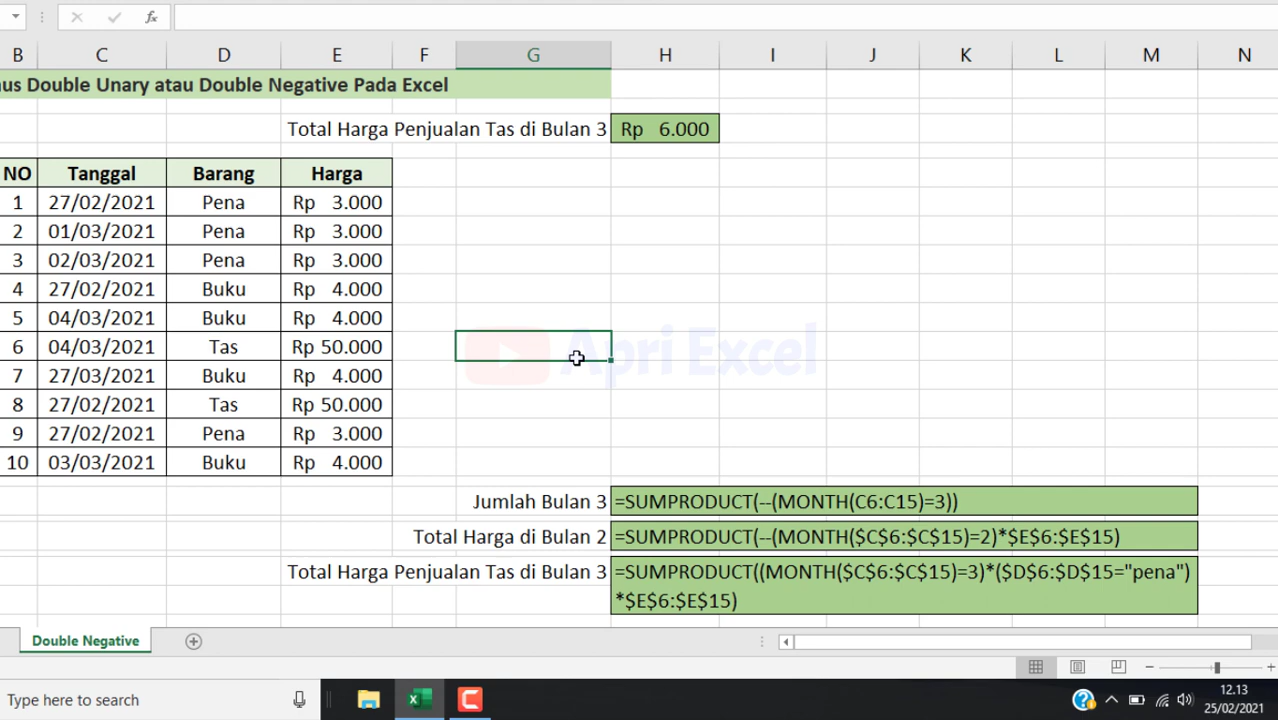 B C D E F G H I J K L M N
us Double Unary atau Double Negative Pada Excel
Total Harga Penjualan Tas di Bulan 3 Rp 6.000
NO Tanggal Barang Harga
1 27/02/2021 Pena Rp 3.000
2 01/03/2021 Pena Rp 3.000
3 02/03/2021 Pena Rp 3.000
4 27/02/2021 Buku Rp 4.000
5 04/03/2021 Buku Rp 4.000
6 04/03/2021 Tas Rp 50.000
7 27/03/2021 Buku Rp 4.000
8 27/02/2021 Tas Rp 50.000
9 27/02/2021 Pena Rp 3.000
10 03/03/2021 Buku Rp 4.000
Apri Excel
Jumlah Bulan 3 =SUMPRODUCT(--(MONTH(C6:C15)=3))
Total Harga di Bulan 2 =SUMPRODUCT(--(MONTH($C$6:$C$15)=2)*$E$6:$E$15)
Total Harga Penjualan Tas di Bulan 3 =SUMPRODUCT((MONTH($C$6:$C$15)=3)*($D$6:$D$15="pena")
*$E$6:$E$15)
Double Negative
Type here to search
12.13
25/02/2021